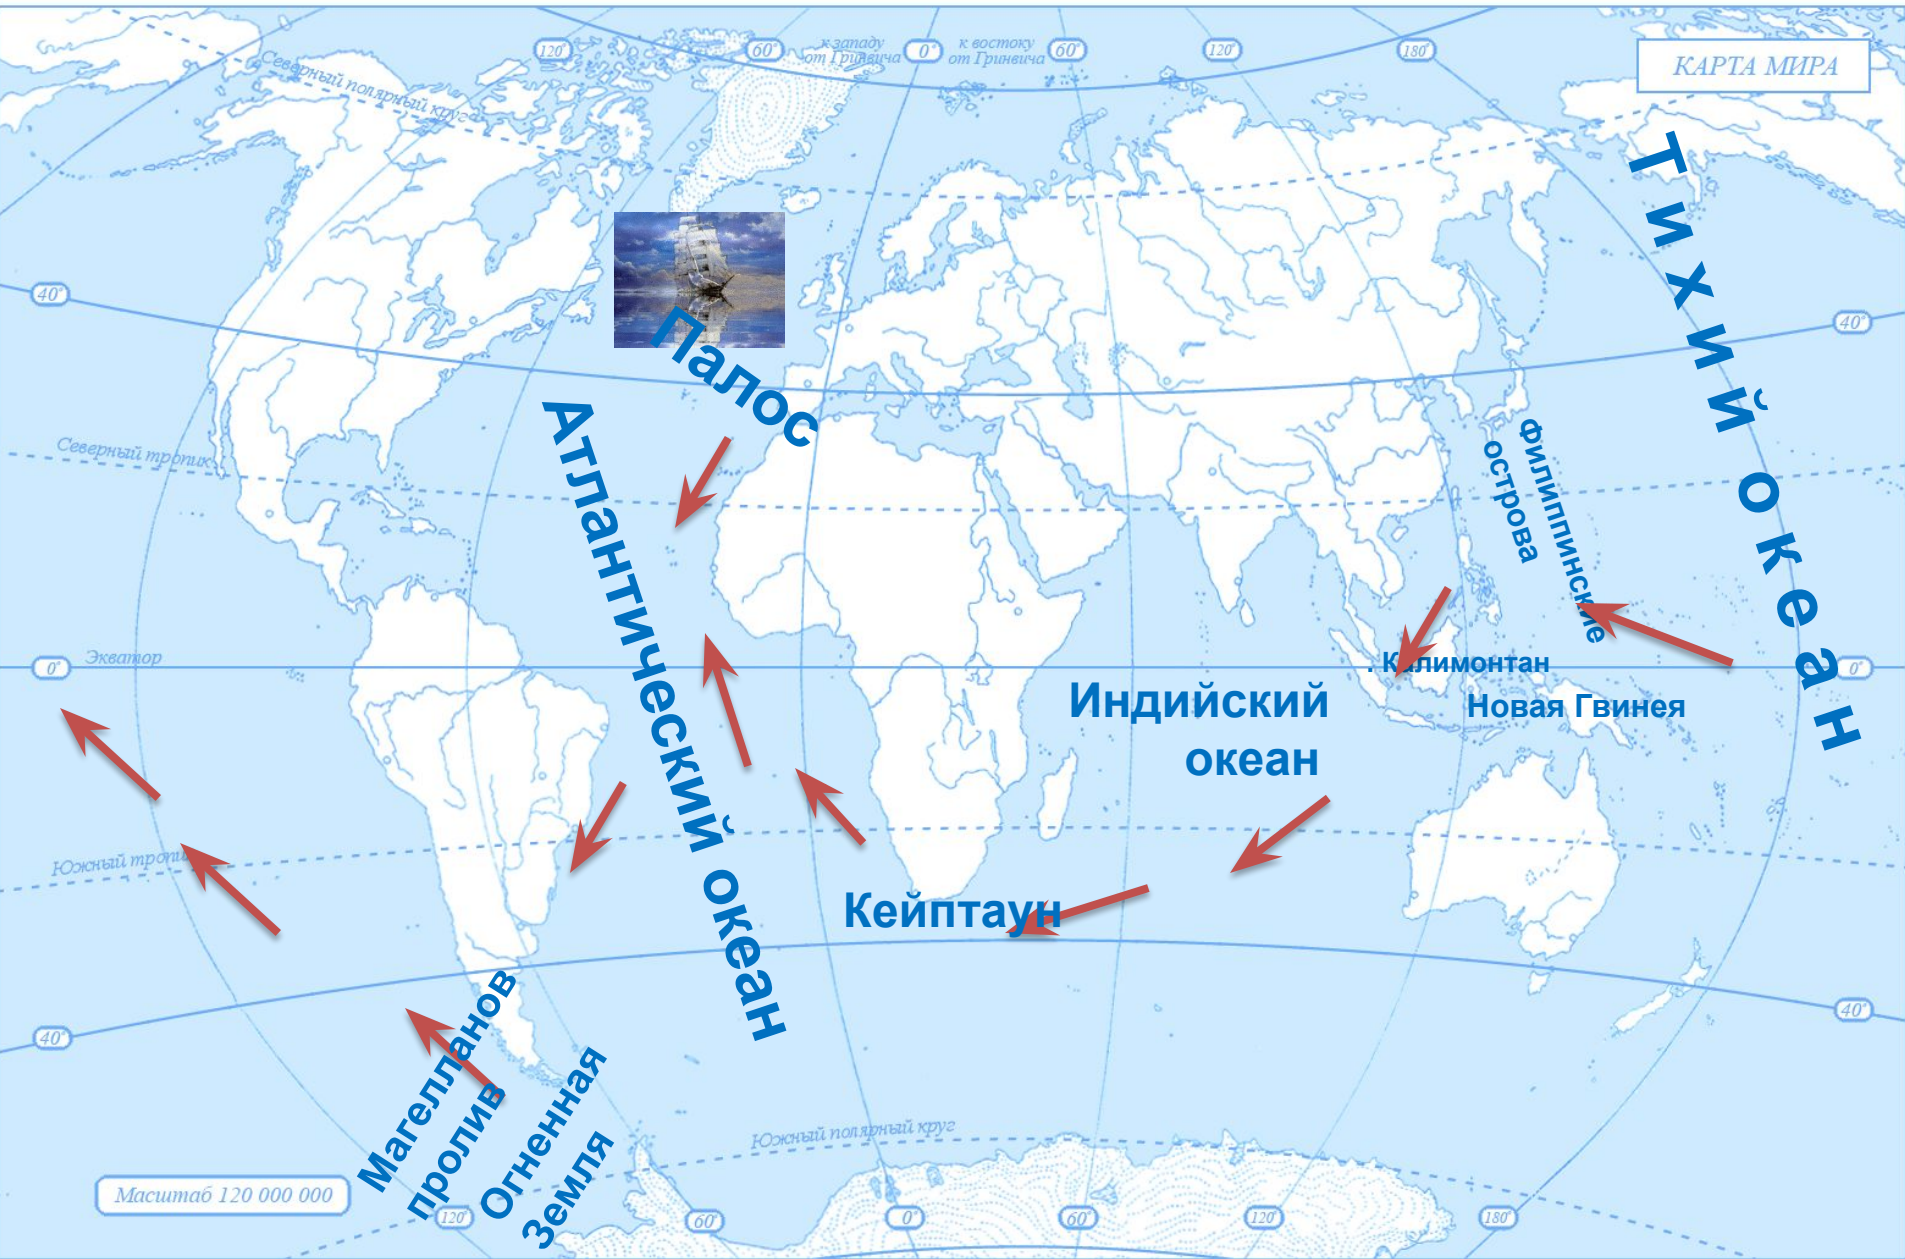 120°
60°
к западу
от Гринвича
0°
к востоку
от Гринвича
60°
120°
180°
КАРТА МИРА
Северный полярный круг
Тихий океан
40°
40°
Палос
Атлантический океан
Филиппинские
острова
Северный тропик
Экватор
0°
0°
. Калимонтан
Новая Гвинея
Индийский
океан
Южный тропик
Кейптаун
40°
40°
Магелланов
пролив
Огненная
Земля
Южный полярный круг
Масштаб 120 000 000
120°
60°
0°
60°
120°
180°